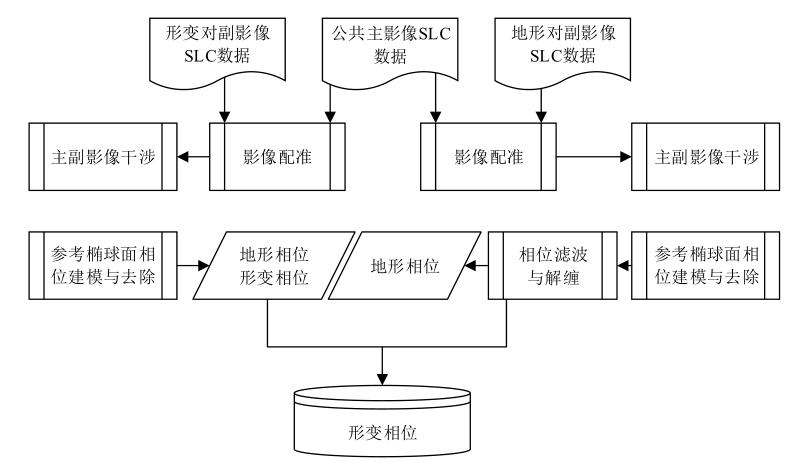 形变对副影像
SLC数据
公共主影像SLC
数据
地形对副影像
SLC数据
主副影像干涉
影像配准
影像配准
主副影像干涉
参考椭球面相
位建模与去除
地形相位
形变相位
地形相位
相位滤波
与解缠
参考椭球面相
位建模与去除
形变相位